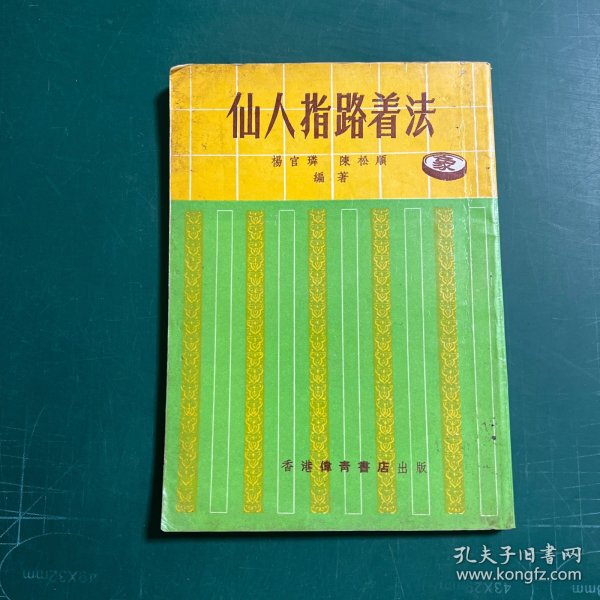 仙人指路着法
楊官璘 陳松順
編著
象
香港偉青書店出版
孔夫子旧书网
www.kongfz.com